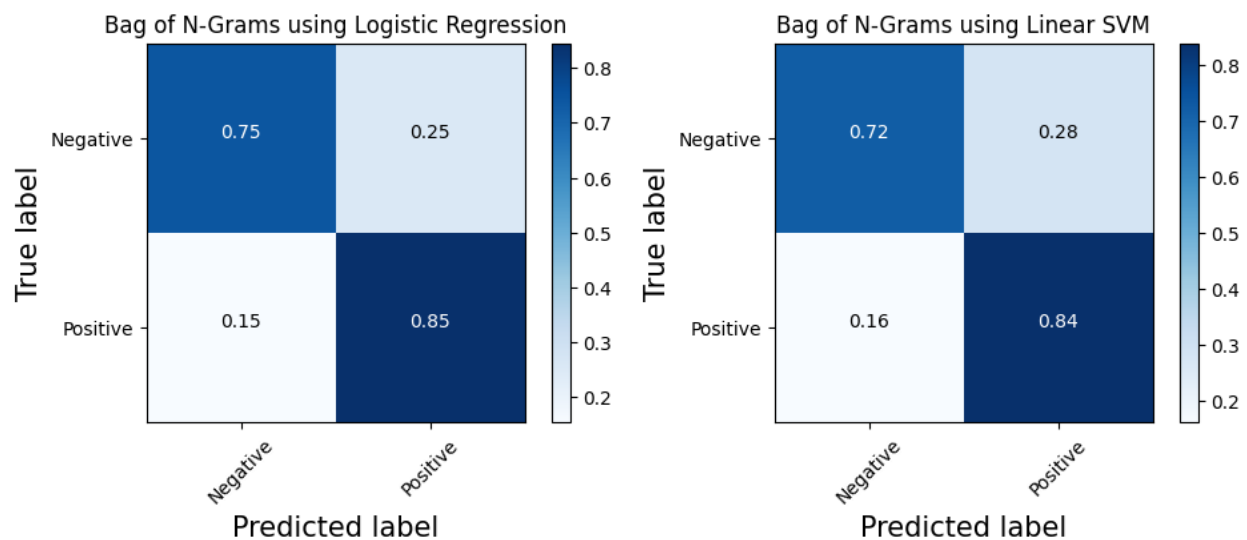 Bag of N-Grams using Logistic Regression
True label
Negative
Positive
0.75
0.25
0.15
0.85
Negative
Positive
Predicted label
0.8
0.7
0.6
0.5
0.4
0.3
0.2
Bag of N-Grams using Linear SVM
True label
Negative
Positive
0.72
0.28
0.16
0.84
Negative
Positive
Predicted label
0.8
0.7
0.6
0.5
0.4
0.3
0.2